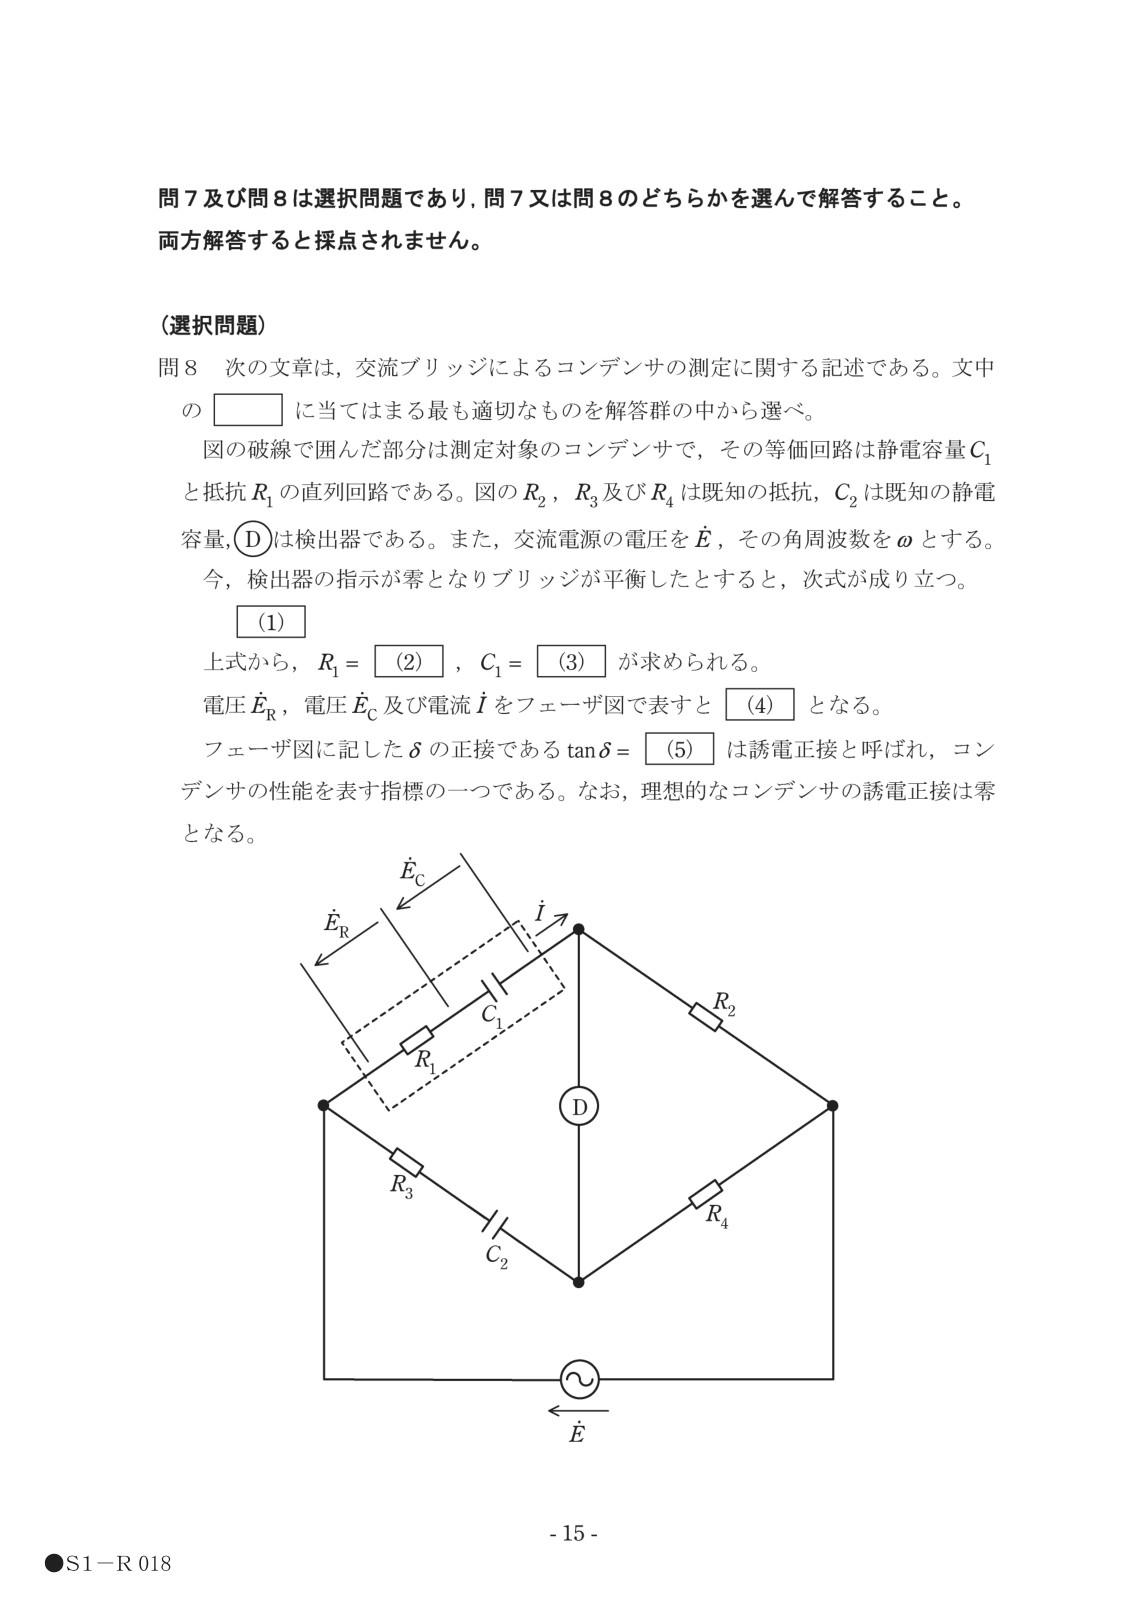 問７及び問８は選択問題であり，問７又は問８のどちらかを選んで解答すること。
両方解答すると採点されません。
（選択問題）
問８　次の文章は，交流ブリッジによるコンデンサの測定に関する記述である。文中
の　　　に当てはまる最も適切なものを解答群の中から選べ。
図の破線で囲んだ部分は測定対象のコンデンサで，その等価回路は静電容量C₁
と抵抗R₁の直列回路である。図のR₂，R₃及びR₄は既知の抵抗，C₂は既知の静電
容量，Ⓓは検出器である。また，交流電源の電圧をĖ，その角周波数をωとする。
今，検出器の指示が零となりブリッジが平衡したとすると，次式が成り立つ。
(1)
上式から，R₁＝ (2) ，C₁＝ (3) が求められる。
電圧Ė_R，電圧Ė_C及び電流İをフェーザ図で表すと (4) となる。
フェーザ図に記したδの正接であるtanδ＝ (5) は誘電正接と呼ばれ，コン
デンサの性能を表す指標の一つである。なお，理想的なコンデンサの誘電正接は零
となる。
Ė_C
İ
Ė_R
R₂
C₁
R₁
D
R₃
R₄
C₂
Ė
- 15 -
●S1－R 018